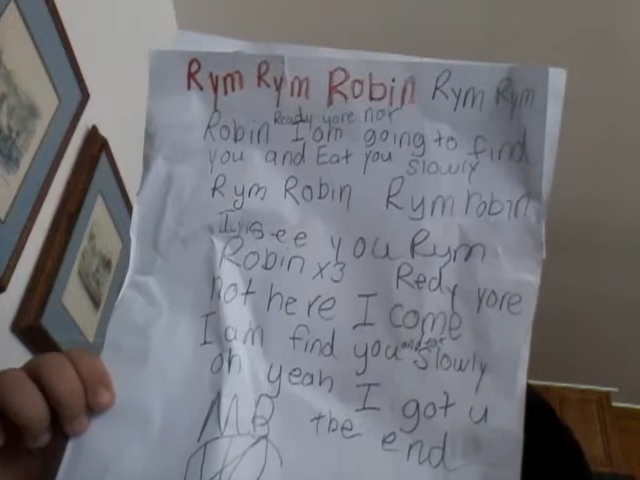 Rym Rym Robin Rym Rym
Ready yore not
Robin I am going to find
you and Eat you slowly
Rym Robin Rym robin
I see you Rym
Robin x3 Redy yore
not here I come
I am find you and eat slowly
oh yeah I got u
MB the end